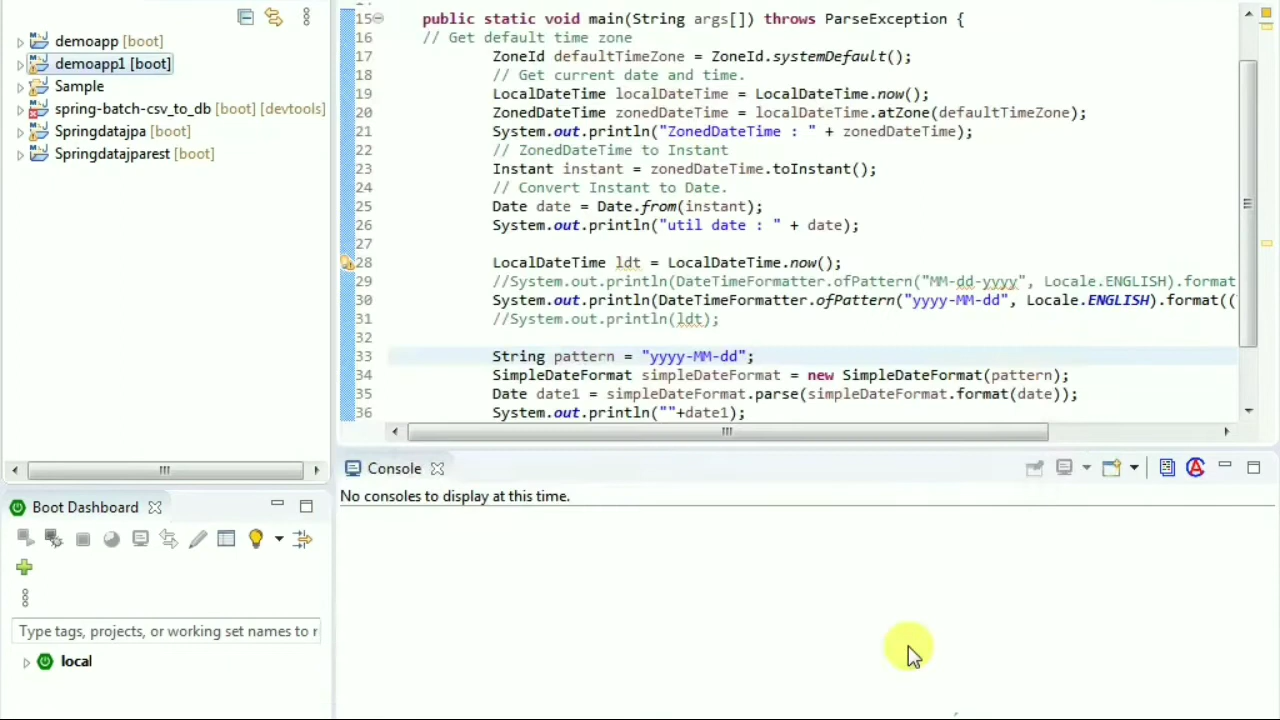 demoapp [boot]
demoapp1 [boot]
Sample
spring-batch-csv_to_db [boot] [devtools]
Springdatajpa [boot]
Springdatajparest [boot]
15 public static void main(String args[]) throws ParseException {
16 // Get default time zone
17 ZoneId defaultTimeZone = ZoneId.systemDefault();
18 // Get current date and time.
19 LocalDateTime localDateTime = LocalDateTime.now();
20 ZonedDateTime zonedDateTime = localDateTime.atZone(defaultTimeZone);
21 System.out.println("ZonedDateTime : " + zonedDateTime);
22 // ZonedDateTime to Instant
23 Instant instant = zonedDateTime.toInstant();
24 // Convert Instant to Date.
25 Date date = Date.from(instant);
26 System.out.println("util date : " + date);
27
28 LocalDateTime ldt = LocalDateTime.now();
29 //System.out.println(DateTimeFormatter.ofPattern("MM-dd-yyyy", Locale.ENGLISH).format
30 System.out.println(DateTimeFormatter.ofPattern("yyyy-MM-dd", Locale.ENGLISH).format((
31 //System.out.println(ldt);
32
33 String pattern = "yyyy-MM-dd";
34 SimpleDateFormat simpleDateFormat = new SimpleDateFormat(pattern);
35 Date date1 = simpleDateFormat.parse(simpleDateFormat.format(date));
36 System.out.println(""+date1);
Console
No consoles to display at this time.
Boot Dashboard
Type tags, projects, or working set names to r
local